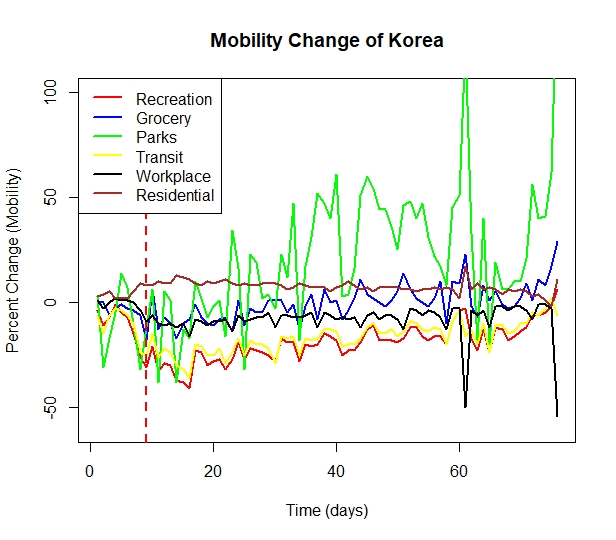 Mobility Change of Korea
Percent Change (Mobility)
100
50
0
-50
Recreation
Grocery
Parks
Transit
Workplace
Residential
0 20 40 60
Time (days)